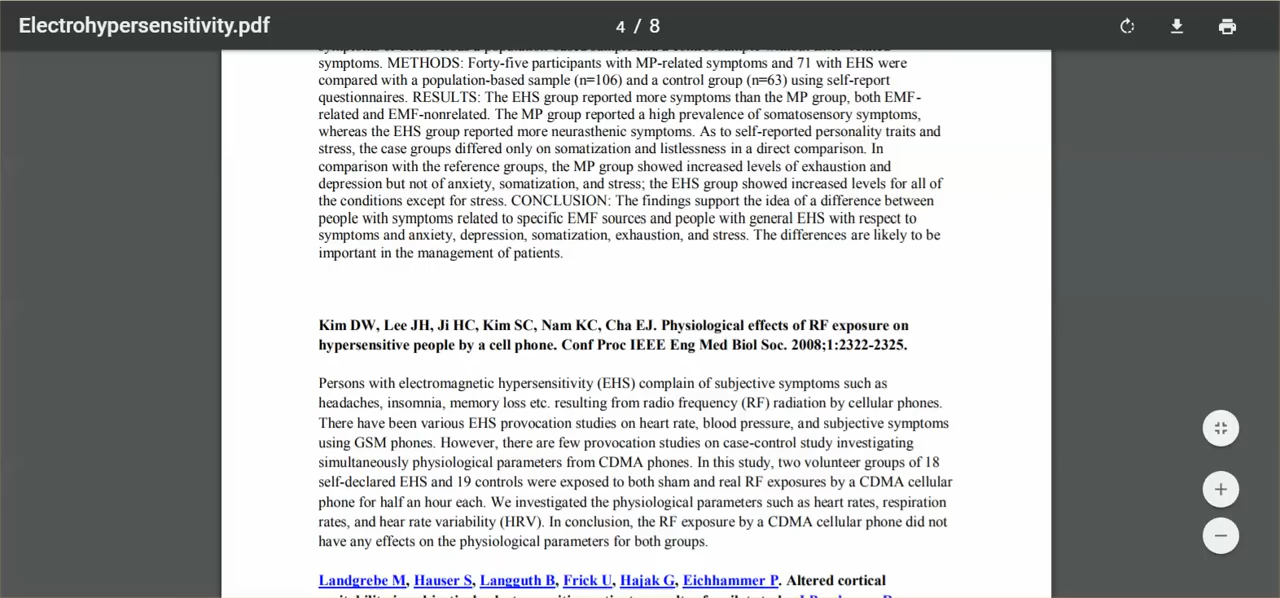 Electrohypersensitivity.pdf
4 / 8
symptoms. METHODS: Forty-five participants with MP-related symptoms and 71 with EHS were
compared with a population-based sample (n=106) and a control group (n=63) using self-report
questionnaires. RESULTS: The EHS group reported more symptoms than the MP group, both EMF-
related and EMF-nonrelated. The MP group reported a high prevalence of somatosensory symptoms,
whereas the EHS group reported more neurasthenic symptoms. As to self-reported personality traits and
stress, the case groups differed only on somatization and listlessness in a direct comparison. In
comparison with the reference groups, the MP group showed increased levels of exhaustion and
depression but not of anxiety, somatization, and stress; the EHS group showed increased levels for all of
the conditions except for stress. CONCLUSION: The findings support the idea of a difference between
people with symptoms related to specific EMF sources and people with general EHS with respect to
symptoms and anxiety, depression, somatization, exhaustion, and stress. The differences are likely to be
important in the management of patients.
Kim DW, Lee JH, Ji HC, Kim SC, Nam KC, Cha EJ. Physiological effects of RF exposure on
hypersensitive people by a cell phone. Conf Proc IEEE Eng Med Biol Soc. 2008;1:2322-2325.
Persons with electromagnetic hypersensitivity (EHS) complain of subjective symptoms such as
headaches, insomnia, memory loss etc. resulting from radio frequency (RF) radiation by cellular phones.
There have been various EHS provocation studies on heart rate, blood pressure, and subjective symptoms
using GSM phones. However, there are few provocation studies on case-control study investigating
simultaneously physiological parameters from CDMA phones. In this study, two volunteer groups of 18
self-declared EHS and 19 controls were exposed to both sham and real RF exposures by a CDMA cellular
phone for half an hour each. We investigated the physiological parameters such as heart rates, respiration
rates, and hear rate variability (HRV). In conclusion, the RF exposure by a CDMA cellular phone did not
have any effects on the physiological parameters for both groups.
Landgrebe M, Hauser S, Langguth B, Frick U, Hajak G, Eichhammer P. Altered cortical